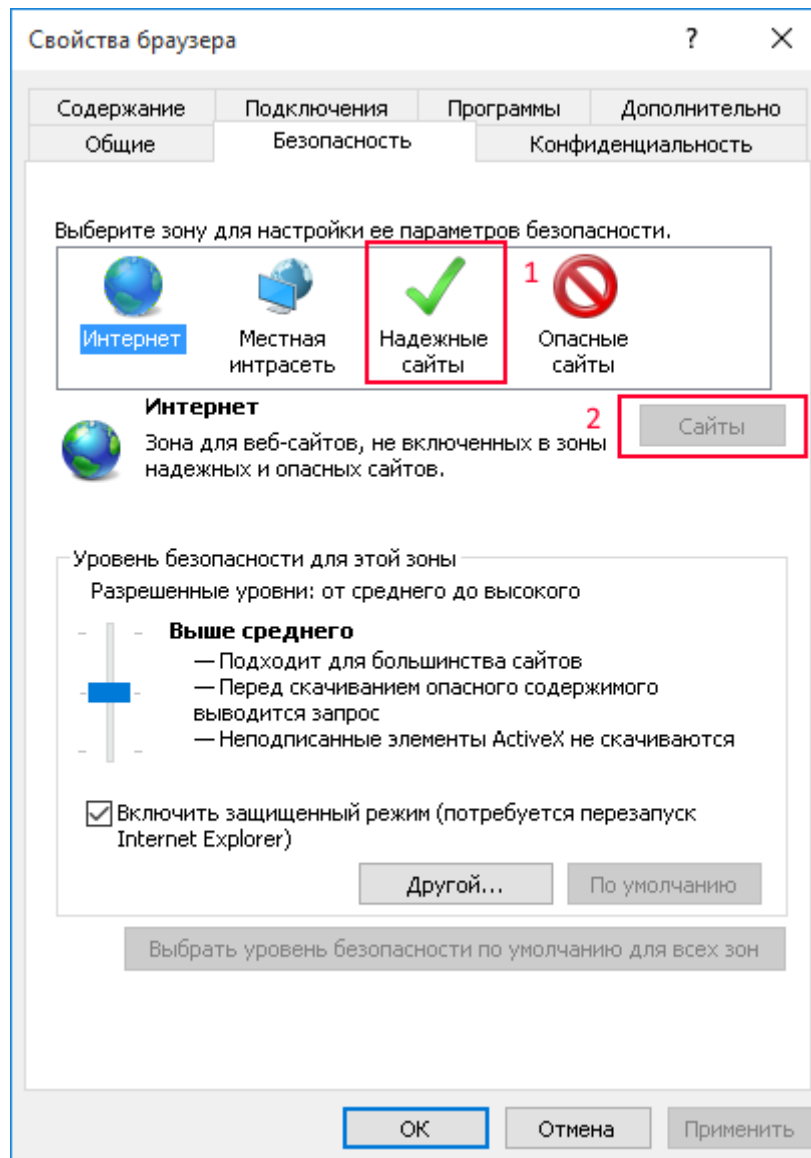 Свойства браузера
?
Содержание Подключения Программы Дополнительно
Общие Безопасность Конфиденциальность
Выберите зону для настройки ее параметров безопасности.
1
Интернет Местная Надежные Опасные
интрасеть сайты сайты
Интернет
2
Сайты
Зона для веб-сайтов, не включенных в зоны
надежных и опасных сайтов.
Уровень безопасности для этой зоны
Разрешенные уровни: от среднего до высокого
Выше среднего
— Подходит для большинства сайтов
— Перед скачиванием опасного содержимого
выводится запрос
— Неподписанные элементы ActiveX не скачиваются
Включить защищенный режим (потребуется перезапуск
Internet Explorer)
Другой... По умолчанию
Выбрать уровень безопасности по умолчанию для всех зон
ОК Отмена Применить